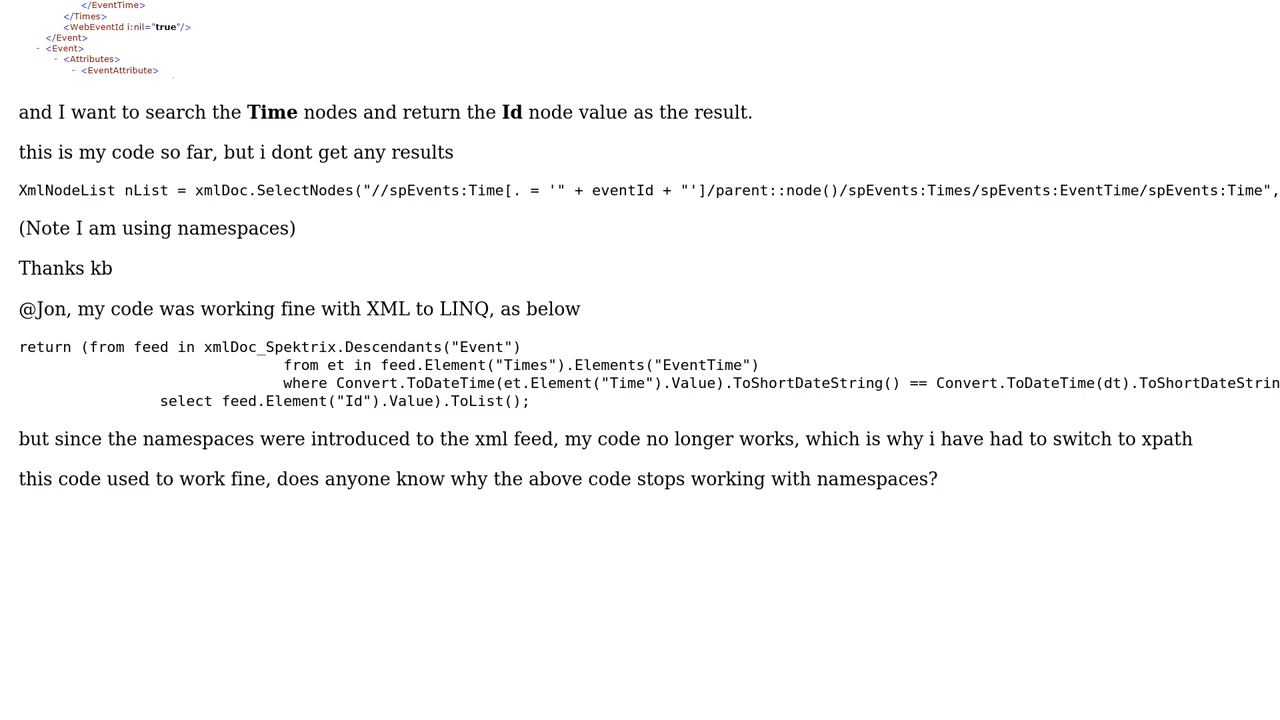 </EventTime>
</Times>
<WebEventId i:nil="true"/>
</Event>
- <Event>
- <Attributes>
- <EventAttribute>
and I want to search the Time nodes and return the Id node value as the result.
this is my code so far, but i dont get any results
XmlNodeList nList = xmlDoc.SelectNodes("//spEvents:Time[. = '" + eventId + "']/parent::node()/spEvents:Times/spEvents:EventTime/spEvents:Time",
(Note I am using namespaces)
Thanks kb
@Jon, my code was working fine with XML to LINQ, as below
return (from feed in xmlDoc_Spektrix.Descendants("Event")
from et in feed.Element("Times").Elements("EventTime")
where Convert.ToDateTime(et.Element("Time").Value).ToShortDateString() == Convert.ToDateTime(dt).ToShortDateStrin
select feed.Element("Id").Value).ToList();
but since the namespaces were introduced to the xml feed, my code no longer works, which is why i have had to switch to xpath
this code used to work fine, does anyone know why the above code stops working with namespaces?